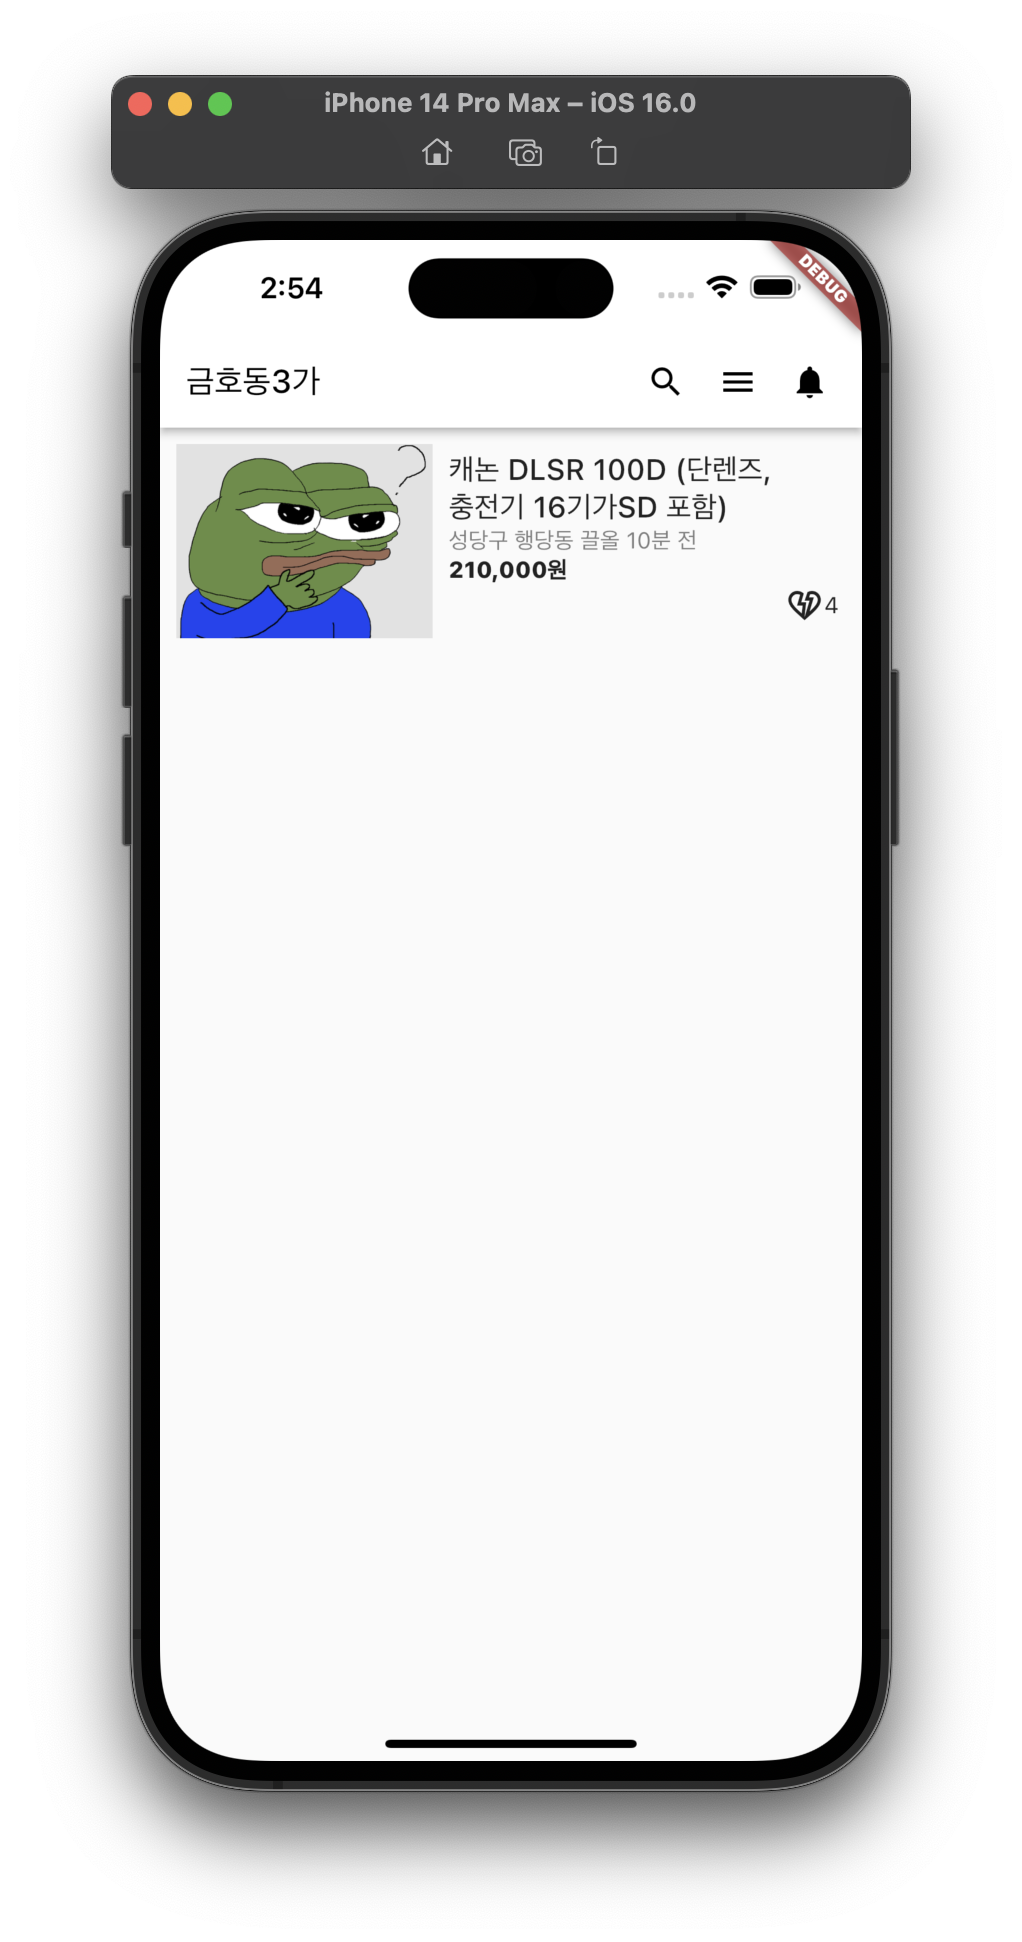 iPhone 14 Pro Max – iOS 16.0
2:54
DEBUG
금호동3가
캐논 DLSR 100D (단렌즈,
충전기 16기가SD 포함)
성당구 행당동 끌올 10분 전
210,000원
4